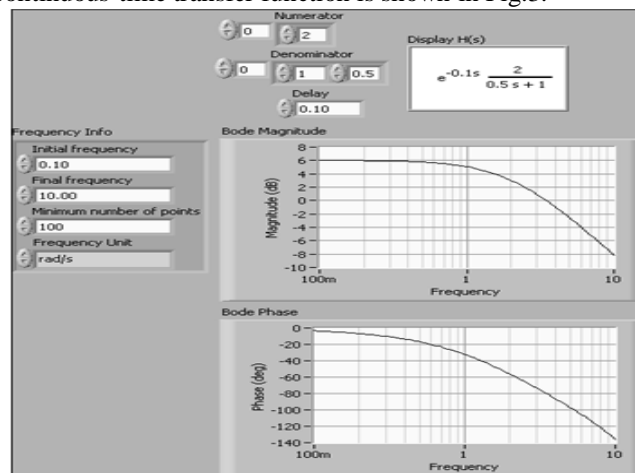 continuous-time transfer function is shown in Fig.3.
Numerator
0 2
Denominator
0 1 0.5
Delay
0.10
Display H(s)
e^-0.1s 2
0.5 s + 1
Frequency Info
Initial frequency
0.10
Final frequency
10.00
Minimum number of points
100
Frequency Unit
rad/s
Bode Magnitude
Magnitude (dB)
8
6
4
2
0
-2
-4
-6
-8
-10
100m 1 10
Frequency
Bode Phase
Phase (deg)
0
-20
-40
-60
-80
-100
-120
-140
100m 1 10
Frequency